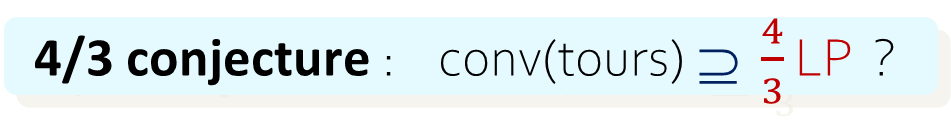 4/3 conjecture : conv(tours) ⊇ 4/3 LP ?